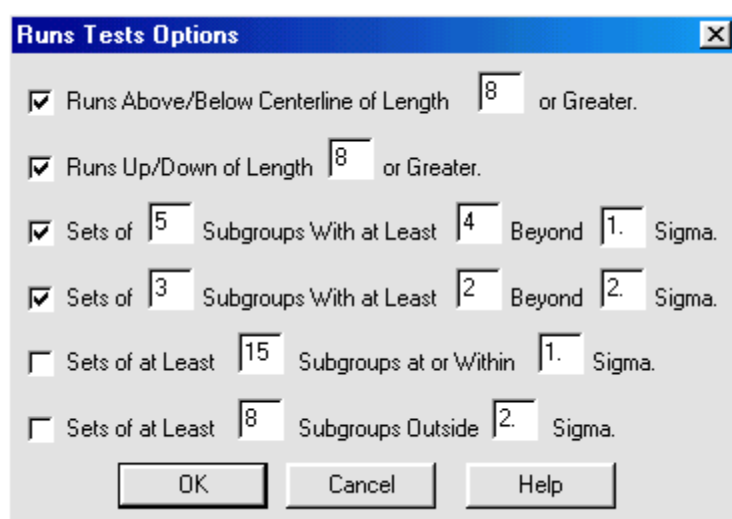 Runs Tests Options
Runs Above/Below Centerline of Length 8 or Greater.
Runs Up/Down of Length 8 or Greater.
Sets of 5 Subgroups With at Least 4 Beyond 1. Sigma.
Sets of 3 Subgroups With at Least 2 Beyond 2. Sigma.
Sets of at Least 15 Subgroups at or Within 1. Sigma.
Sets of at Least 8 Subgroups Outside 2. Sigma.
OK Cancel Help